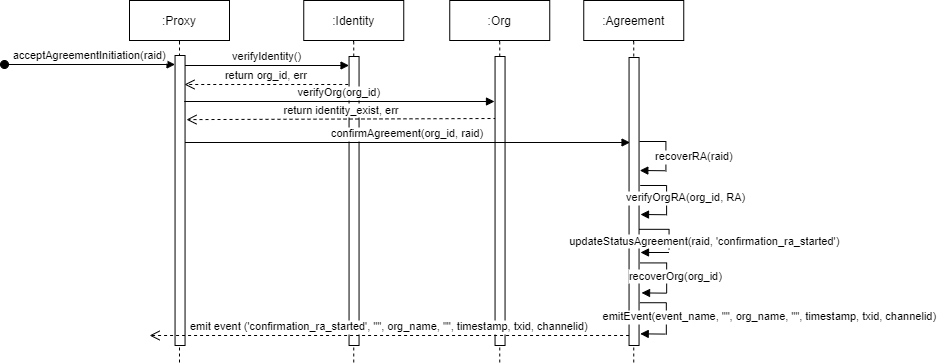 :Proxy
:Identity
:Org
:Agreement
acceptAgreementInitiation(raid)
verifyIdentity()
return org_id, err
verifyOrg(org_id)
return identity_exist, err
confirmAgreement(org_id, raid)
recoverRA(raid)
verifyOrgRA(org_id, RA)
updateStatusAgreement(raid, 'confirmation_ra_started')
recoverOrg(org_id)
emitEvent(event_name, "", org_name, "", timestamp, txid, channelid)
emit event ('confirmation_ra_started', "", org_name, "", timestamp, txid, channelid)